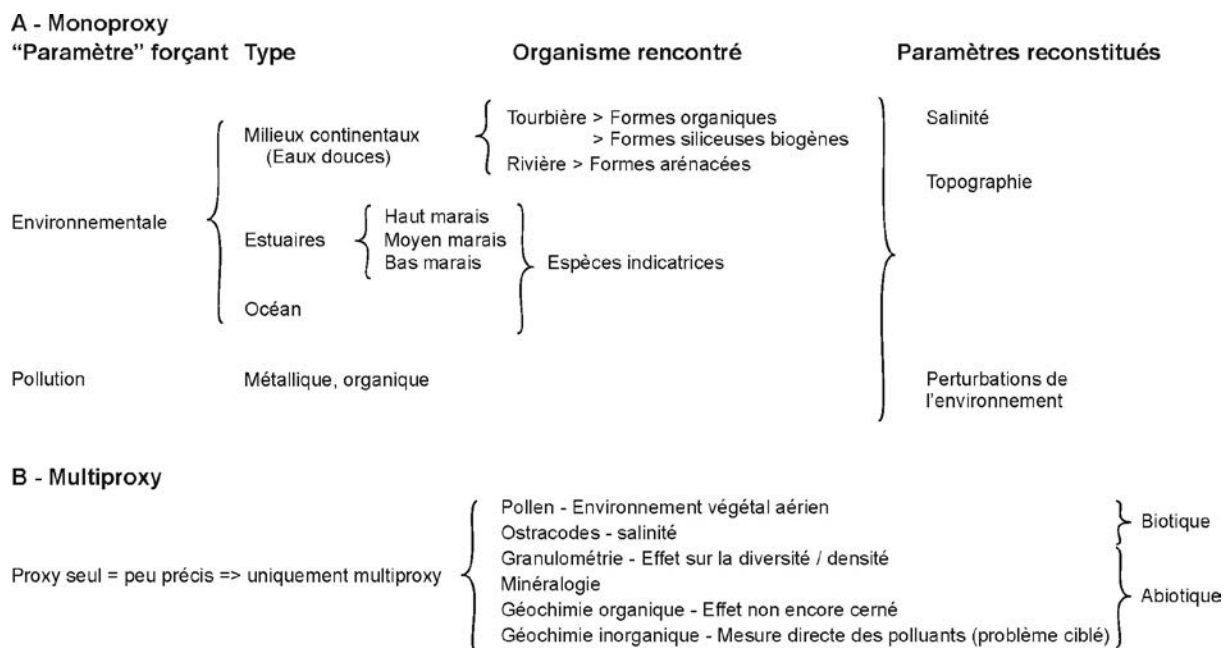 A - Monoproxy
“Paramètre” forçant Type Organisme rencontré Paramètres reconstitués
Environnementale
Milieux continentaux
(Eaux douces)
Tourbière > Formes organiques
> Formes siliceuses biogènes
Rivière > Formes arénacées
Estuaires
Haut marais
Moyen marais
Bas marais
Espèces indicatrices
Océan
Salinité
Topographie
Pollution Métallique, organique
Perturbations de
l'environnement
B - Multiproxy
Proxy seul = peu précis => uniquement multiproxy
Pollen - Environnement végétal aérien
Ostracodes - salinité
Granulométrie - Effet sur la diversité / densité
Minéralogie
Géochimie organique - Effet non encore cerné
Géochimie inorganique - Mesure directe des polluants (problème ciblé)
Biotique
Abiotique